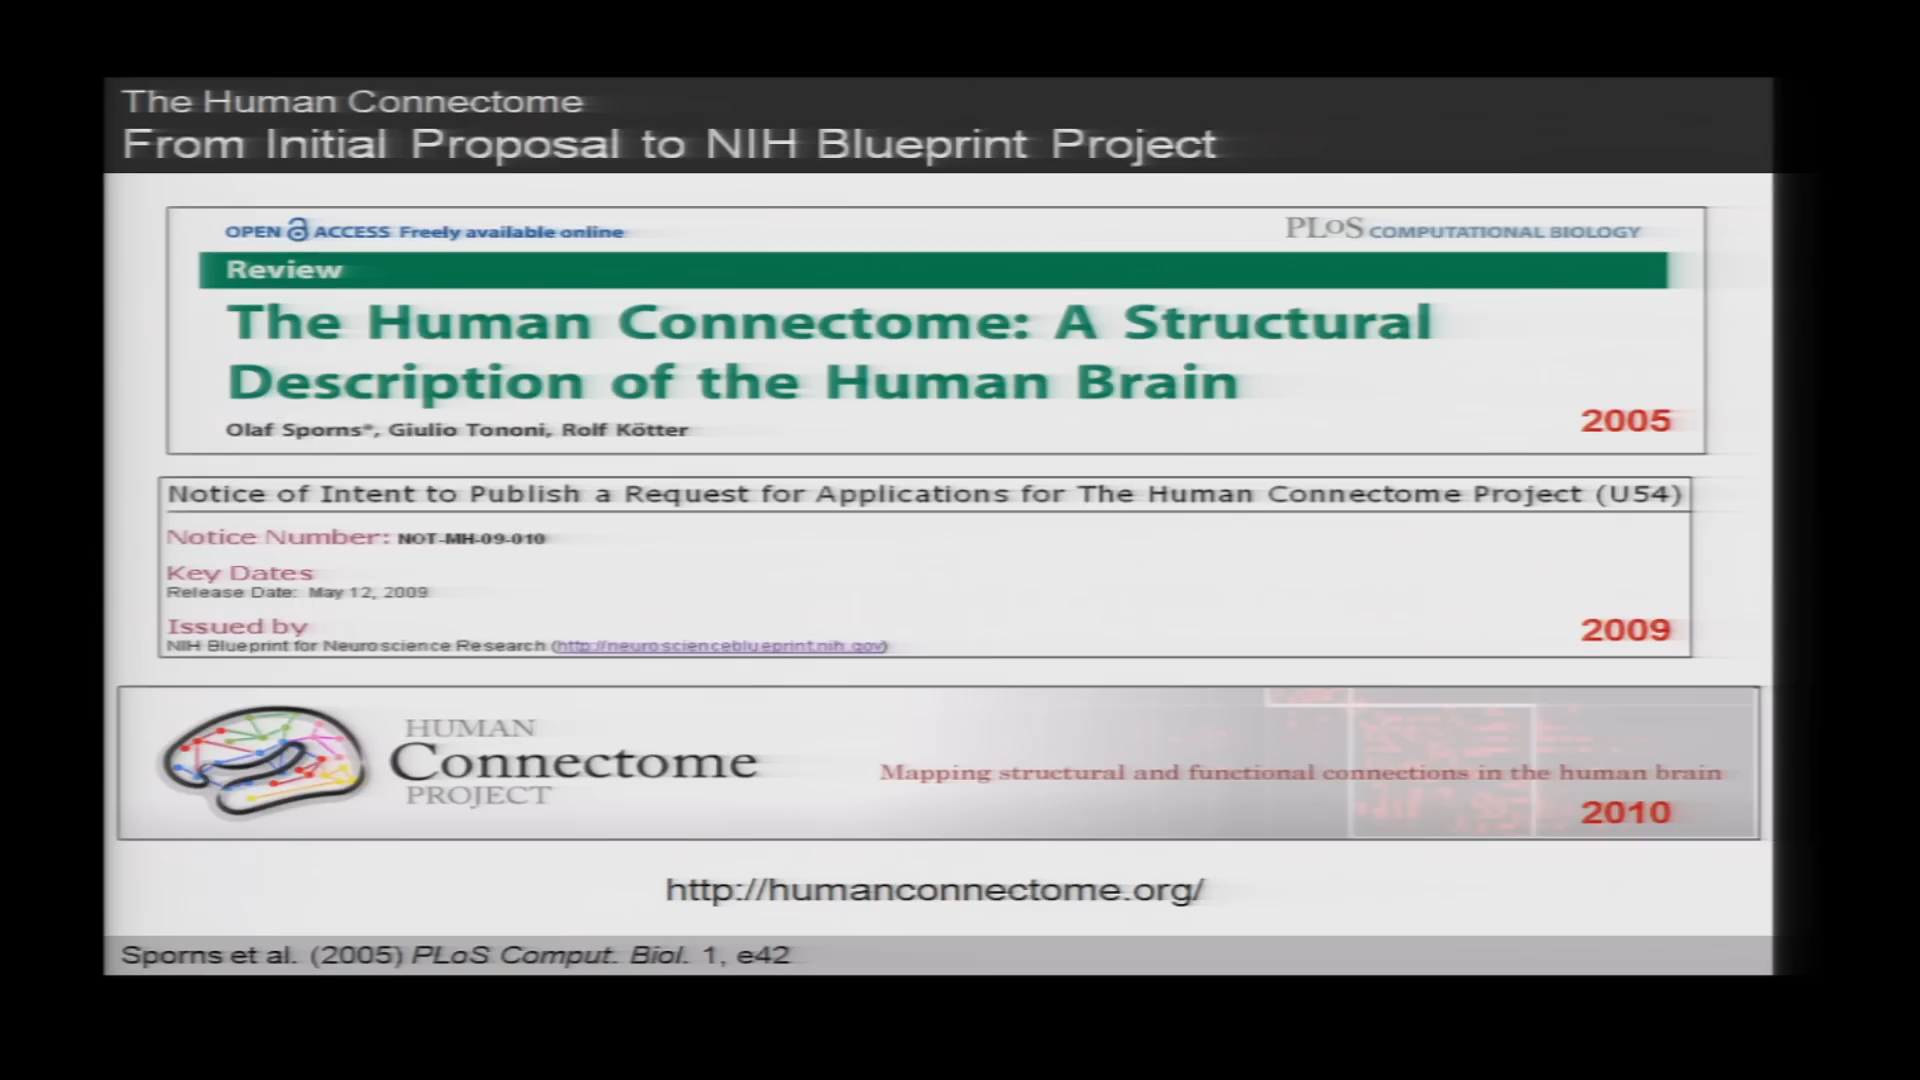 The Human Connectome
From Initial Proposal to NIH Blueprint Project
OPEN ACCESS Freely available online
PLoS COMPUTATIONAL BIOLOGY
Review
The Human Connectome: A Structural
Description of the Human Brain
Olaf Sporns*, Giulio Tononi, Rolf Kötter
2005
Notice of Intent to Publish a Request for Applications for The Human Connectome Project (U54)
Notice Number: NOT-MH-09-010
Key Dates
Release Date: May 12, 2009
Issued by
2009
NIH Blueprint for Neuroscience Research (http://neuroscienceblueprint.nih.gov)
HUMAN
Connectome
PROJECT
Mapping structural and functional connections in the human brain
2010
http://humanconnectome.org/
Sporns et al. (2005) PLoS Comput. Biol. 1, e42